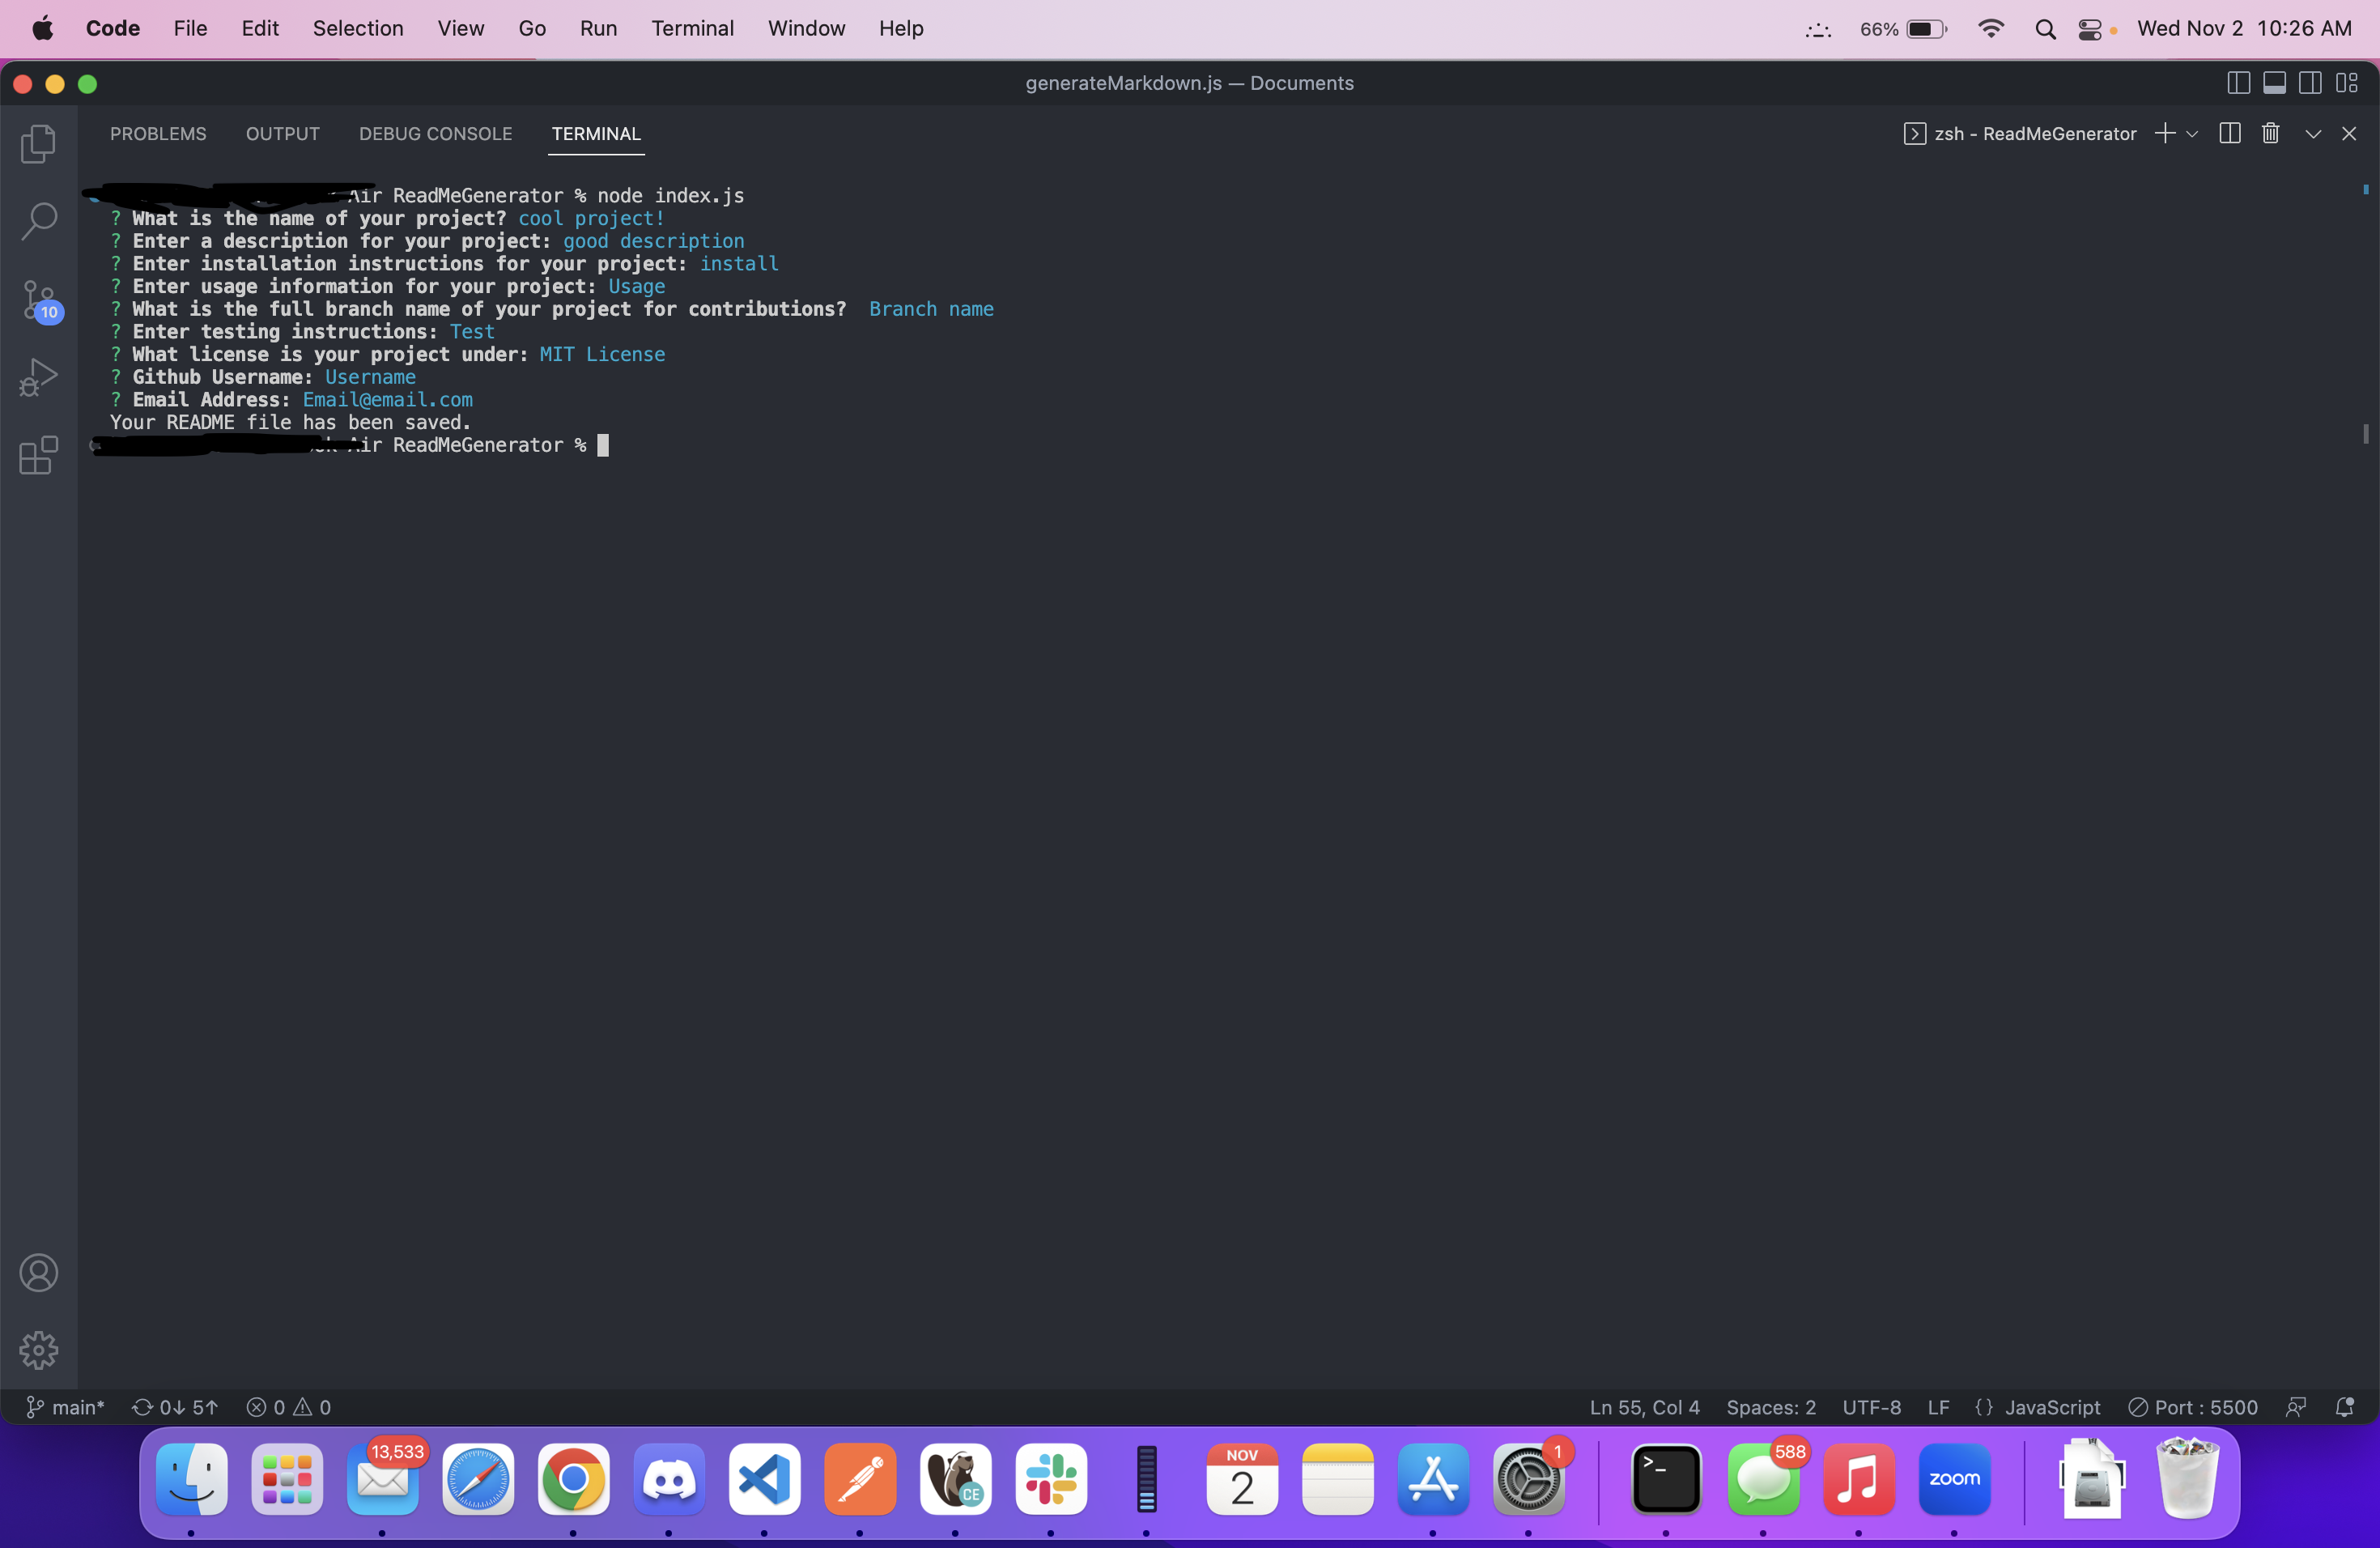 Code File Edit Selection View Go Run Terminal Window Help 66% Wed Nov 2 10:26 AM
generateMarkdown.js — Documents
PROBLEMS OUTPUT DEBUG CONSOLE TERMINAL zsh - ReadMeGenerator
Air ReadMeGenerator % node index.js
? What is the name of your project? cool project!
? Enter a description for your project: good description
? Enter installation instructions for your project: install
? Enter usage information for your project: Usage
? What is the full branch name of your project for contributions? Branch name
? Enter testing instructions: Test
? What license is your project under: MIT License
? Github Username: Username
? Email Address: Email@email.com
Your README file has been saved.
Air ReadMeGenerator %
10
main* 0↓ 5↑ 0 0 Ln 55, Col 4 Spaces: 2 UTF-8 LF {} JavaScript Port : 5500
13,533 CE NOV 2 1 >_ 588 zoom